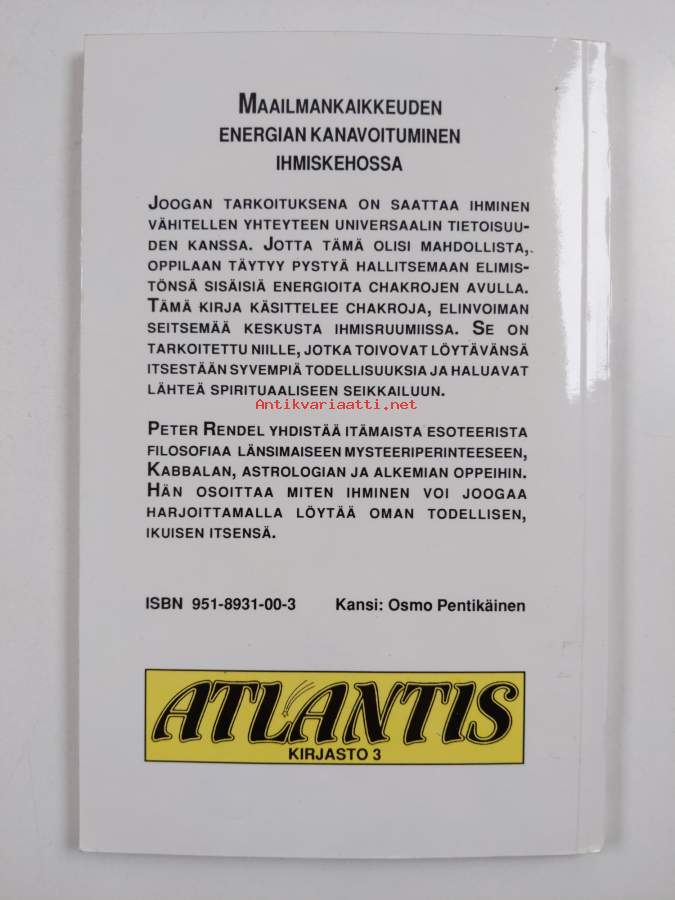 MAAILMANKAIKKEUDEN
ENERGIAN KANAVOITUMINEN
IHMISKEHOSSA
JOOGAN TARKOITUKSENA ON SAATTAA IHMINEN
VÄHITELLEN YHTEYTEEN UNIVERSAALIN TIETOISUU-
DEN KANSSA. JOTTA TÄMÄ OLISI MAHDOLLISTA,
OPPILAAN TÄYTYY PYSTYÄ HALLITSEMAAN ELIMIS-
TÖNSÄ SISÄISIÄ ENERGIOITA CHAKROJEN AVULLA.
TÄMÄ KIRJA KÄSITTELEE CHAKROJA, ELINVOIMAN
SEITSEMÄÄ KESKUSTA IHMISRUUMIISSA. SE ON
TARKOITETTU NIILLE, JOTKA TOIVOVAT LÖYTÄVÄNSÄ
ITSESTÄÄN SYVEMPIÄ TODELLISUUKSIA JA HALUAVAT
LÄHTEÄ SPIRITUAALISEEN SEIKKAILUUN.
Antikvariaatti.net
PETER RENDEL YHDISTÄÄ ITÄMAISTA ESOTEERISTA
FILOSOFIAA LÄNSIMAISEEN MYSTEERIPERINTEESEEN,
KABBALAN, ASTROLOGIAN JA ALKEMIAN OPPEIHIN.
HÄN OSOITTAA MITEN IHMINEN VOI JOOGAA
HARJOITTAMALLA LÖYTÄÄ OMAN TODELLISEN,
IKUISEN ITSENSÄ.
ISBN 951-8931-00-3 Kansi: Osmo Pentikäinen
ATLANTIS
KIRJASTO 3